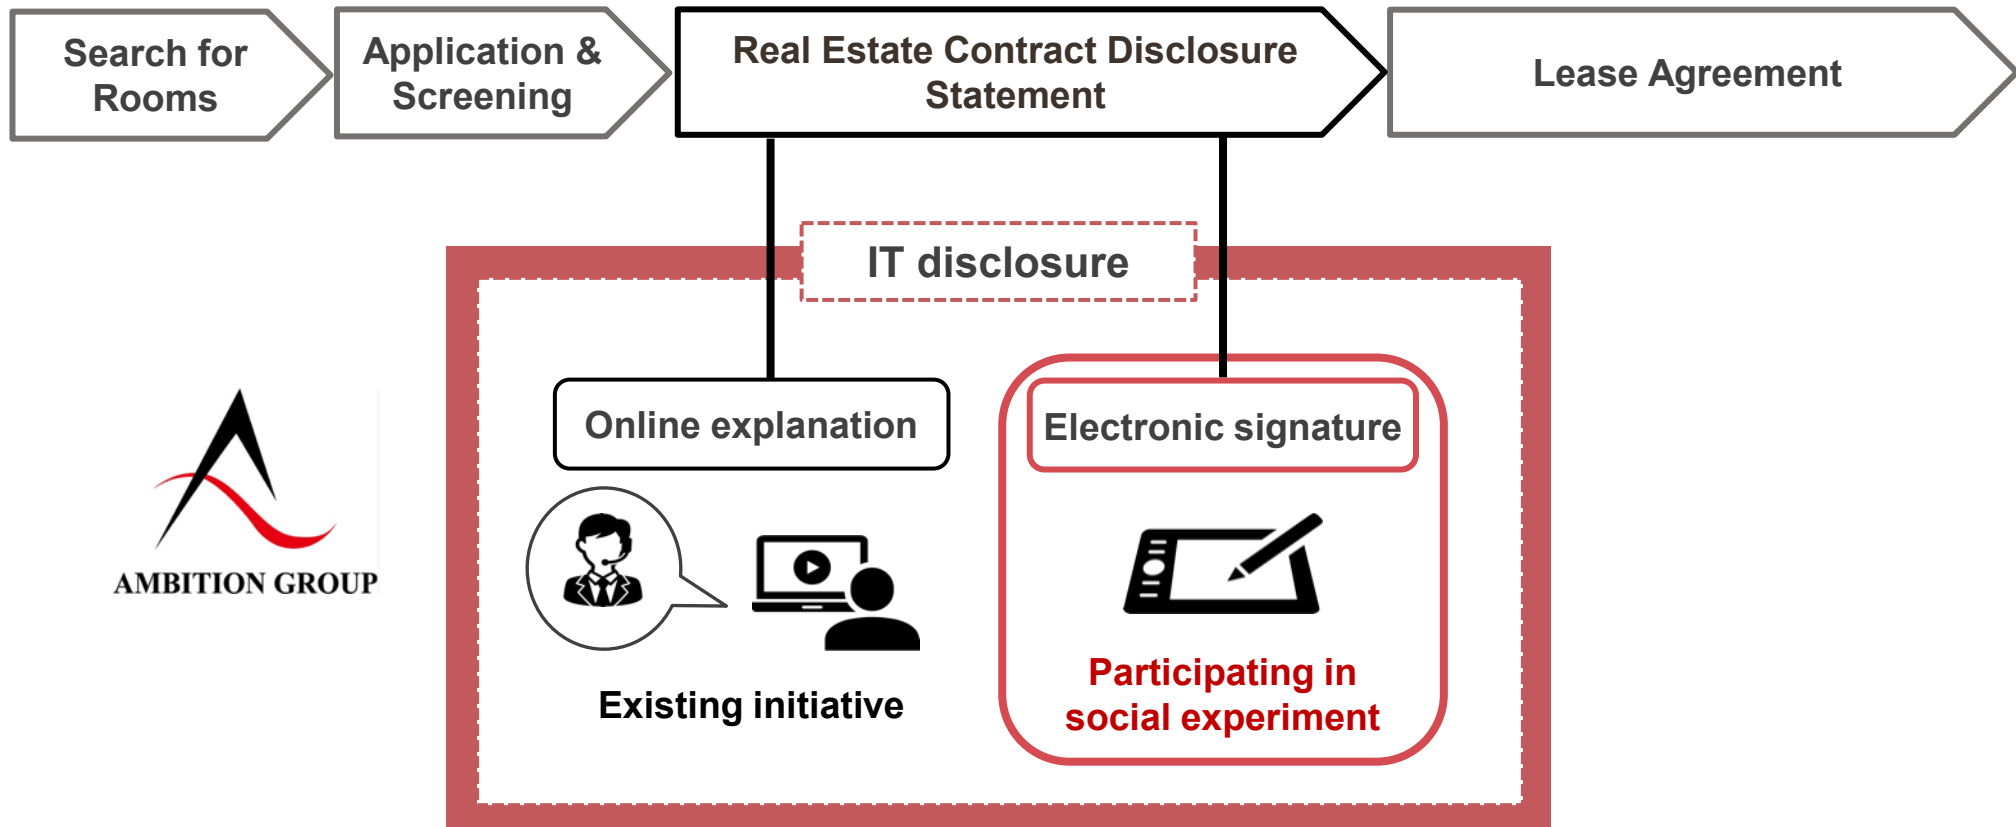 Search for
Rooms
Application &
Screening
Real Estate Contract Disclosure
Statement
Lease Agreement
IT disclosure
Online explanation
Electronic signature
AMBITION GROUP
Existing initiative
Participating in
social experiment